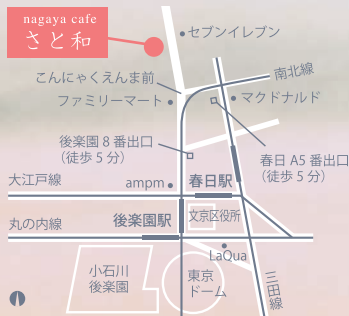 nagaya cafe
さと和
セブンイレブン
こんにゃくえんま前
南北線
ファミリーマート
マクドナルド
後楽園 8 番出口
（徒歩 5 分）
春日 A5 番出口
（徒歩 5 分）
大江戸線
ampm
春日駅
丸の内線
後楽園駅
文京区役所
LaQua
小石川
後楽園
東京
ドーム
三田線